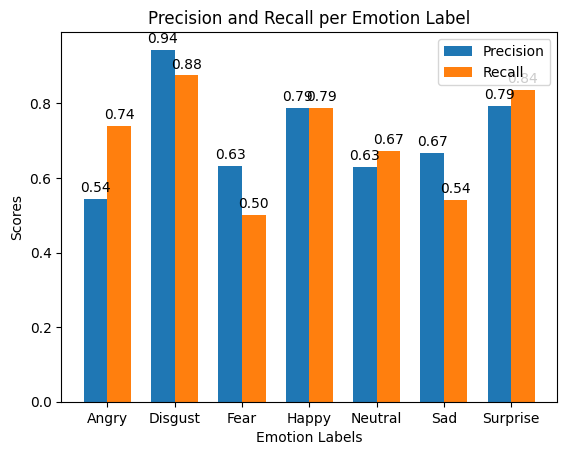 Precision and Recall per Emotion Label
Precision
Recall
0.54
0.74
0.94
0.88
0.63
0.50
0.79
0.79
0.63
0.67
0.67
0.54
0.79
0.84
Scores
0.8
0.6
0.4
0.2
0.0
Angry
Disgust
Fear
Happy
Neutral
Sad
Surprise
Emotion Labels